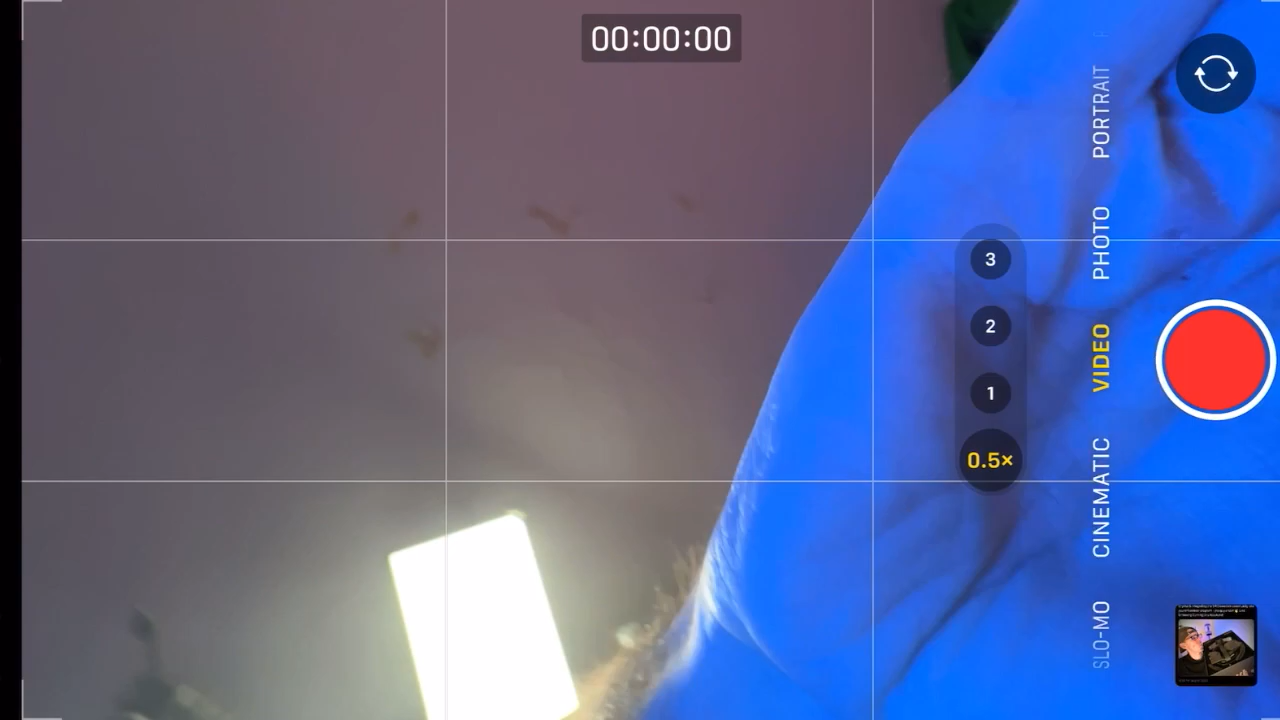 00:00:00
PORTRAIT
PHOTO
VIDEO
CINEMATIC
SLO-MO
3
2
1
0.5×